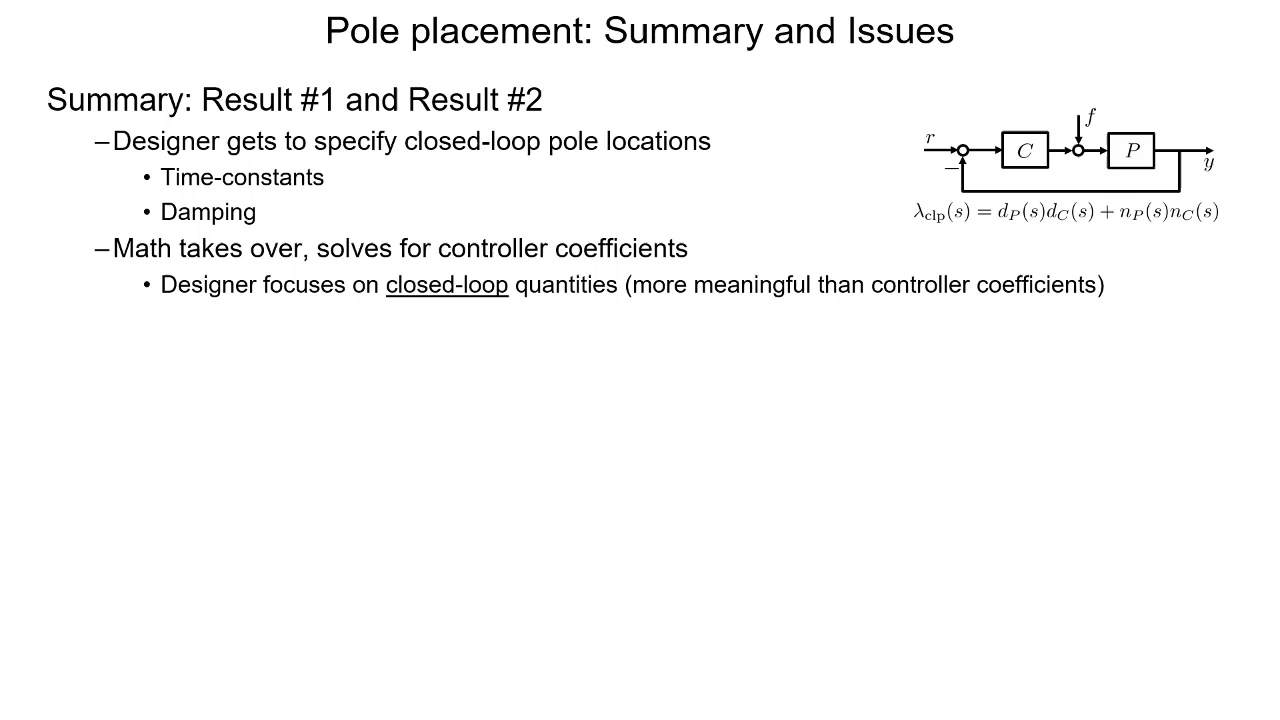 Pole placement: Summary and Issues
Summary: Result #1 and Result #2
–Designer gets to specify closed-loop pole locations
• Time-constants
• Damping
–Math takes over, solves for controller coefficients
• Designer focuses on closed-loop quantities (more meaningful than controller coefficients)
f
r C P
− y
λclp(s) = dP(s)dC(s) + nP(s)nC(s)